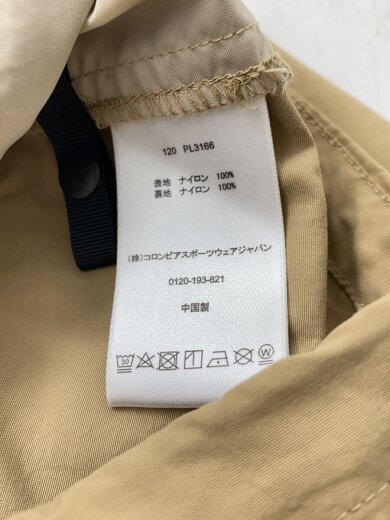 120 PL3166
表地 ナイロン 100%
裏地 ナイロン 100%
(株)コロンビアスポーツウェアジャパン
0120-193-821
中国製
30
W